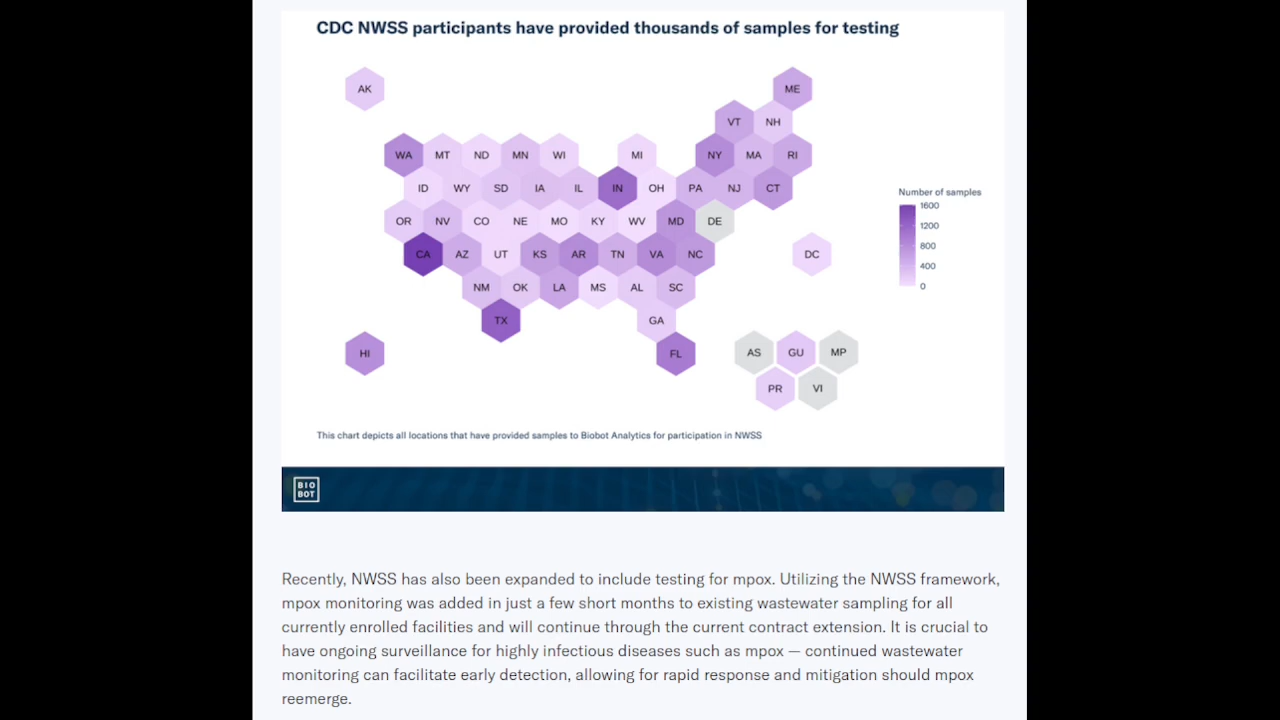 CDC NWSS participants have provided thousands of samples for testing
AK
ME
VT NH
WA MT ND MN WI MI NY MA RI
ID WY SD IA IL IN OH PA NJ CT
OR NV CO NE MO KY WV MD DE
CA AZ UT KS AR TN VA NC DC
NM OK LA MS AL SC
TX GA
HI FL
AS GU MP
PR VI
Number of samples
1600
1200
800
400
0
This chart depicts all locations that have provided samples to Biobot Analytics for participation in NWSS
BIO
BOT
Recently, NWSS has also been expanded to include testing for mpox. Utilizing the NWSS framework,
mpox monitoring was added in just a few short months to existing wastewater sampling for all
currently enrolled facilities and will continue through the current contract extension. It is crucial to
have ongoing surveillance for highly infectious diseases such as mpox — continued wastewater
monitoring can facilitate early detection, allowing for rapid response and mitigation should mpox
reemerge.